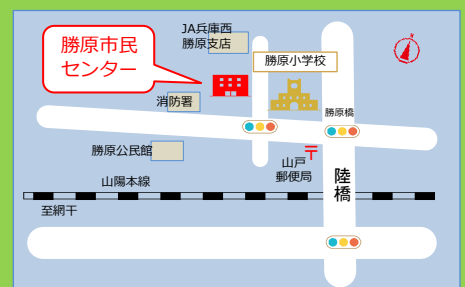 JA兵庫西
勝原支店
勝原市民
センター
勝原小学校
消防署
勝原橋
勝原公民館
山戸
郵便局
〒
陸橋
山陽本線
至網干